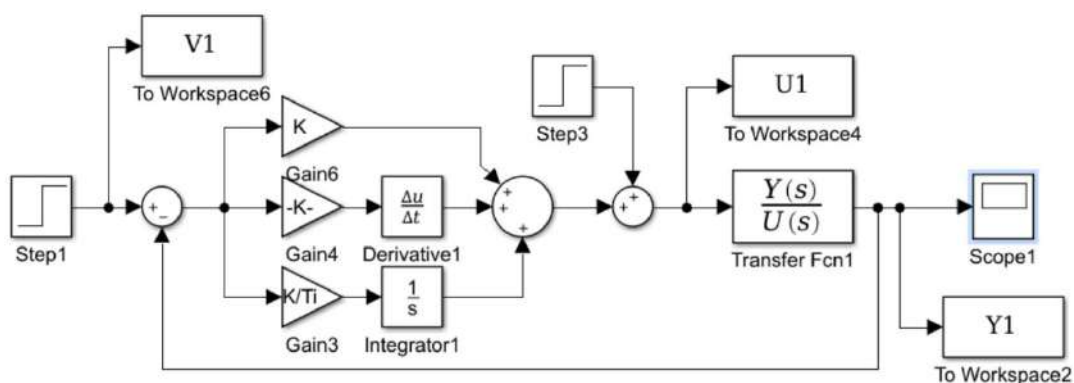 V1
To Workspace6
Step1
+
−
K
Gain6
-K-
Gain4
Δu
Δt
Derivative1
K/Ti
Gain3
1
s
Integrator1
+
+
+
Step3
+
+
U1
To Workspace4
Y(s)
U(s)
Transfer Fcn1
Scope1
Y1
To Workspace2